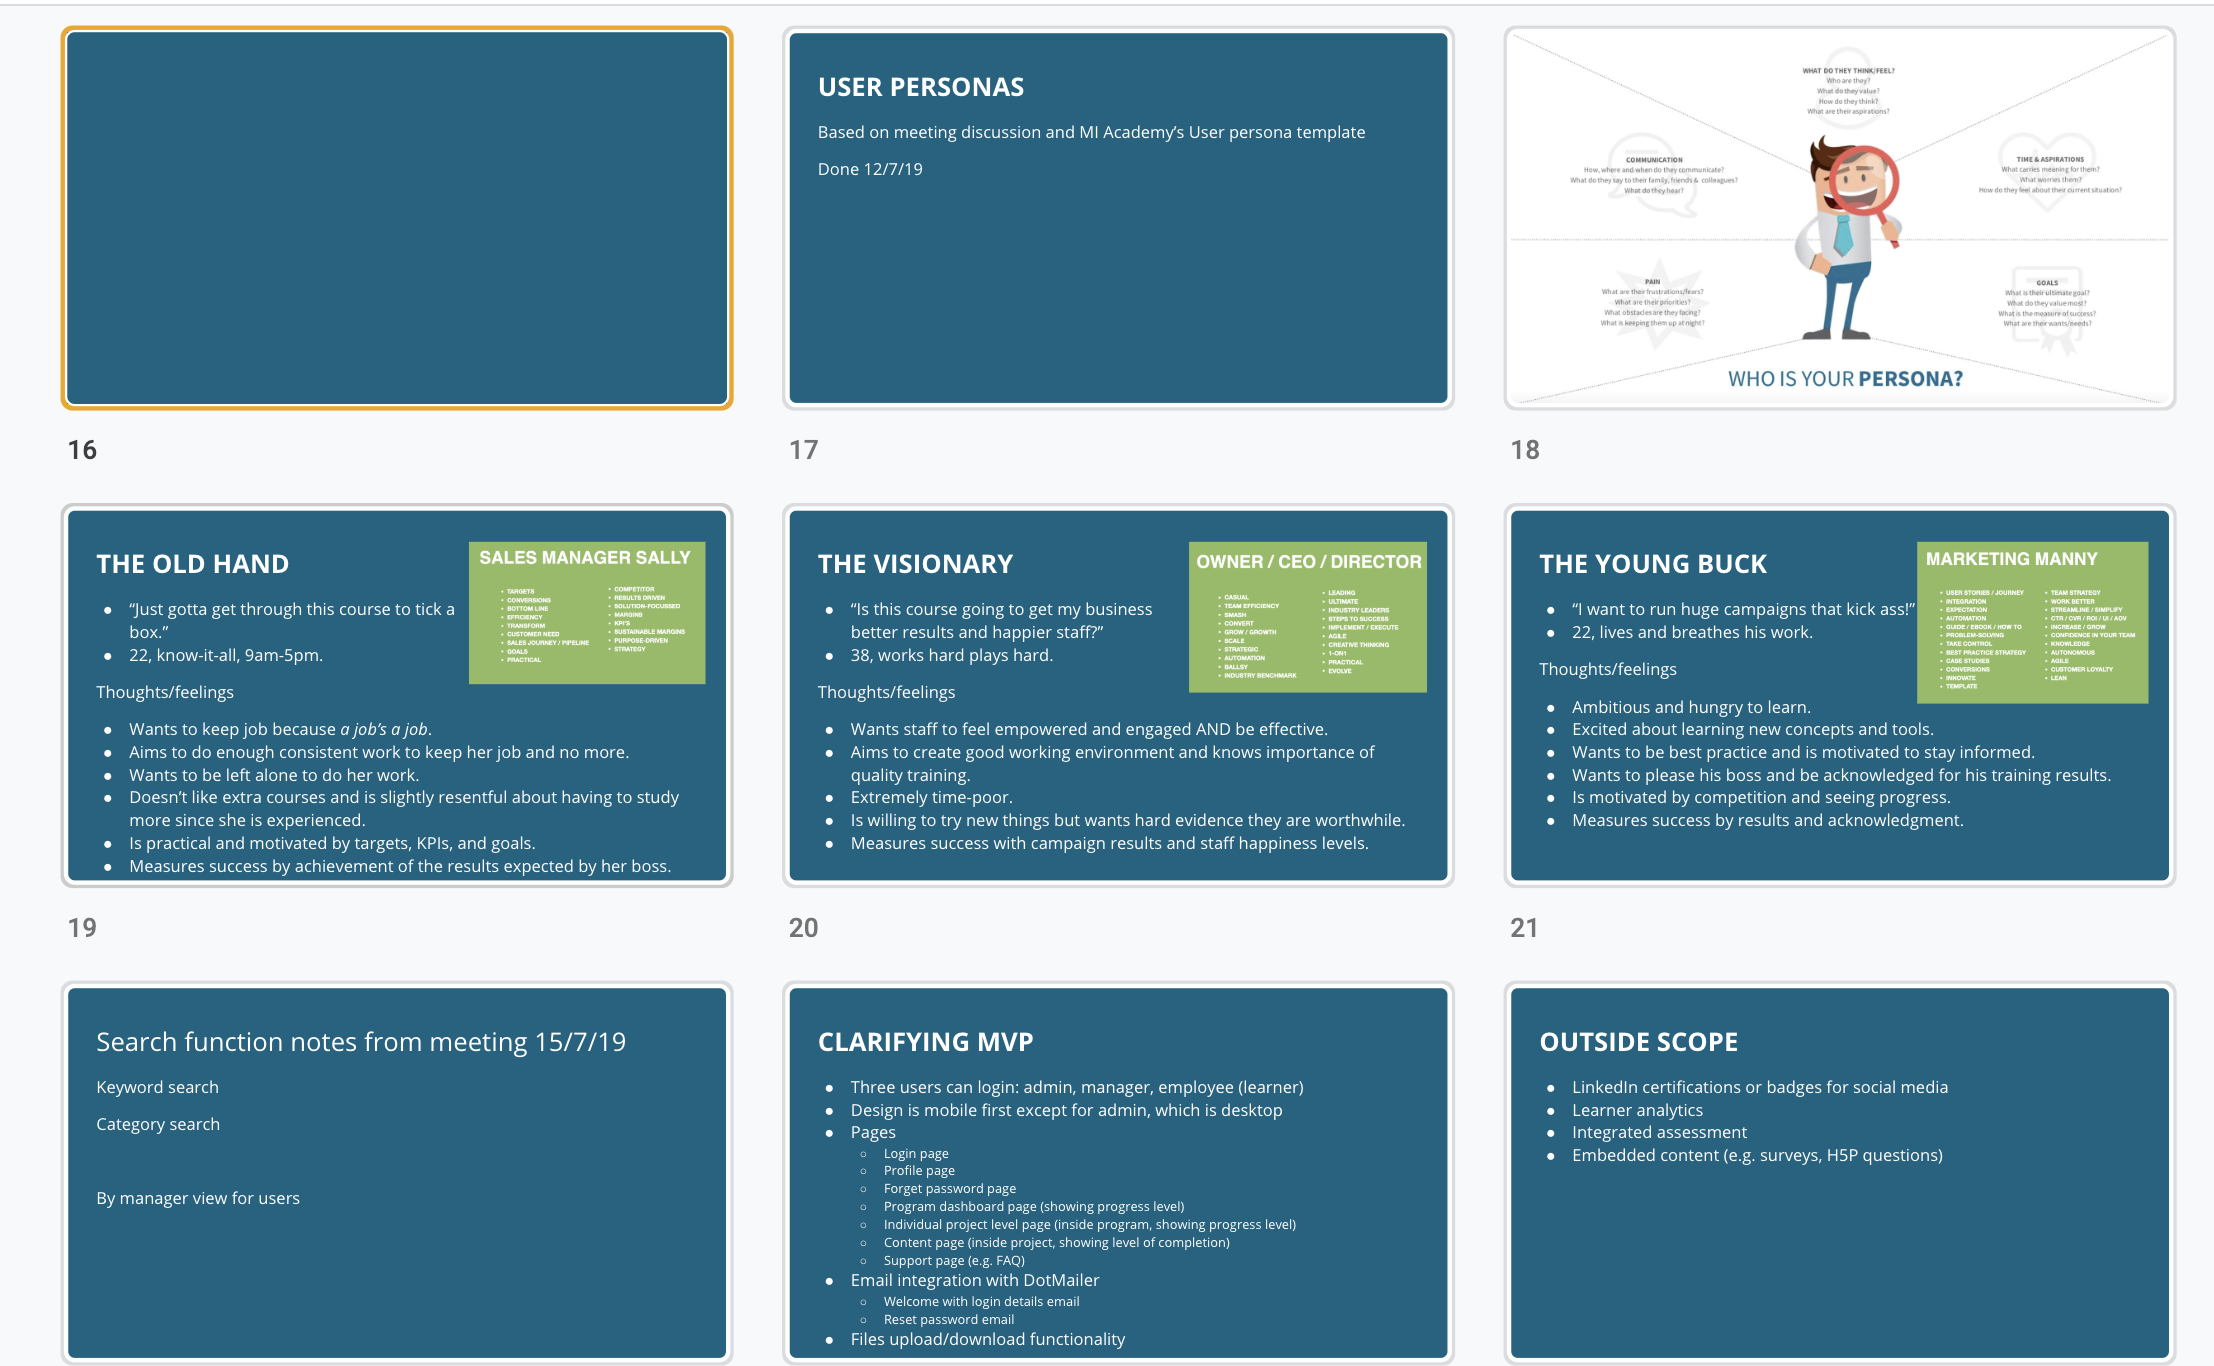 16
USER PERSONAS
Based on meeting discussion and MI Academy’s User persona template
Done 12/7/19
17
WHAT DO THEY THINK/FEEL?
Who are they?
What do they value?
How do they think?
What are their aspirations?
COMMUNICATION
How, where and when do they communicate?
What do they say to their family, friends & colleagues?
What do they hear?
TIME & ASPIRATIONS
What carries meaning for them?
What worries them?
How do they feel about their current situation?
PAIN
What are their frustrations/fears?
What are their priorities?
What obstacles are they facing?
What is keeping them up at night?
GOALS
What is their ultimate goal?
What do they value most?
What is the measure of success?
What are their wants/needs?
WHO IS YOUR PERSONA?
18
THE OLD HAND
● “Just gotta get through this course to tick a
box.”
● 22, know-it-all, 9am-5pm.
SALES MANAGER SALLY
• TARGETS
• CONVERSIONS
• BOTTOM LINE
• EFFICIENCY
• TRANSFORM
• CUSTOMER NEED
• SALES JOURNEY / PIPELINE
• GOALS
• PRACTICAL
• COMPETITOR
• RESULTS DRIVEN
• SOLUTION-FOCUSSED
• MARGINS
• KPI'S
• SUSTAINABLE MARGINS
• PURPOSE-DRIVEN
• STRATEGY
Thoughts/feelings
● Wants to keep job because a job’s a job.
● Aims to do enough consistent work to keep her job and no more.
● Wants to be left alone to do her work.
● Doesn’t like extra courses and is slightly resentful about having to study
more since she is experienced.
● Is practical and motivated by targets, KPIs, and goals.
● Measures success by achievement of the results expected by her boss.
19
THE VISIONARY
● “Is this course going to get my business
better results and happier staff?”
● 38, works hard plays hard.
OWNER / CEO / DIRECTOR
• CASUAL
• TEAM EFFICIENCY
• SMASH
• CONVERT
• GROW / GROWTH
• SCALE
• STRATEGIC
• AUTOMATION
• BALLSY
• INDUSTRY BENCHMARK
• LEADING
• ULTIMATE
• INDUSTRY LEADERS
• STEPS TO SUCCESS
• IMPLEMENT / EXECUTE
• AGILE
• CREATIVE THINKING
• 1-ON1
• PRACTICAL
• EVOLVE
Thoughts/feelings
● Wants staff to feel empowered and engaged AND be effective.
● Aims to create good working environment and knows importance of
quality training.
● Extremely time-poor.
● Is willing to try new things but wants hard evidence they are worthwhile.
● Measures success with campaign results and staff happiness levels.
20
THE YOUNG BUCK
● “I want to run huge campaigns that kick ass!”
● 22, lives and breathes his work.
MARKETING MANNY
• USER STORIES / JOURNEY
• INTEGRATION
• EXPECTATION
• AUTOMATION
• GUIDE / EBOOK / HOW TO
• PROBLEM-SOLVING
• TAKE CONTROL
• BEST PRACTICE STRATEGY
• CASE STUDIES
• CONVERSIONS
• INNOVATE
• TEMPLATE
• TEAM STRATEGY
• WORK BETTER
• STREAMLINE / SIMPLIFY
• CTR / CVR / ROI / UI / AOV
• INCREASE / GROW
• CONFIDENCE IN YOUR TEAM
• KNOWLEDGE
• AUTONOMOUS
• AGILE
• CUSTOMER LOYALTY
• LEAN
Thoughts/feelings
● Ambitious and hungry to learn.
● Excited about learning new concepts and tools.
● Wants to be best practice and is motivated to stay informed.
● Wants to please his boss and be acknowledged for his training results.
● Is motivated by competition and seeing progress.
● Measures success by results and acknowledgment.
21
Search function notes from meeting 15/7/19
Keyword search
Category search
By manager view for users
CLARIFYING MVP
● Three users can login: admin, manager, employee (learner)
● Design is mobile first except for admin, which is desktop
● Pages
○ Login page
○ Profile page
○ Forget password page
○ Program dashboard page (showing progress level)
○ Individual project level page (inside program, showing progress level)
○ Content page (inside project, showing level of completion)
○ Support page (e.g. FAQ)
● Email integration with DotMailer
○ Welcome with login details email
○ Reset password email
● Files upload/download functionality
OUTSIDE SCOPE
● LinkedIn certifications or badges for social media
● Learner analytics
● Integrated assessment
● Embedded content (e.g. surveys, H5P questions)